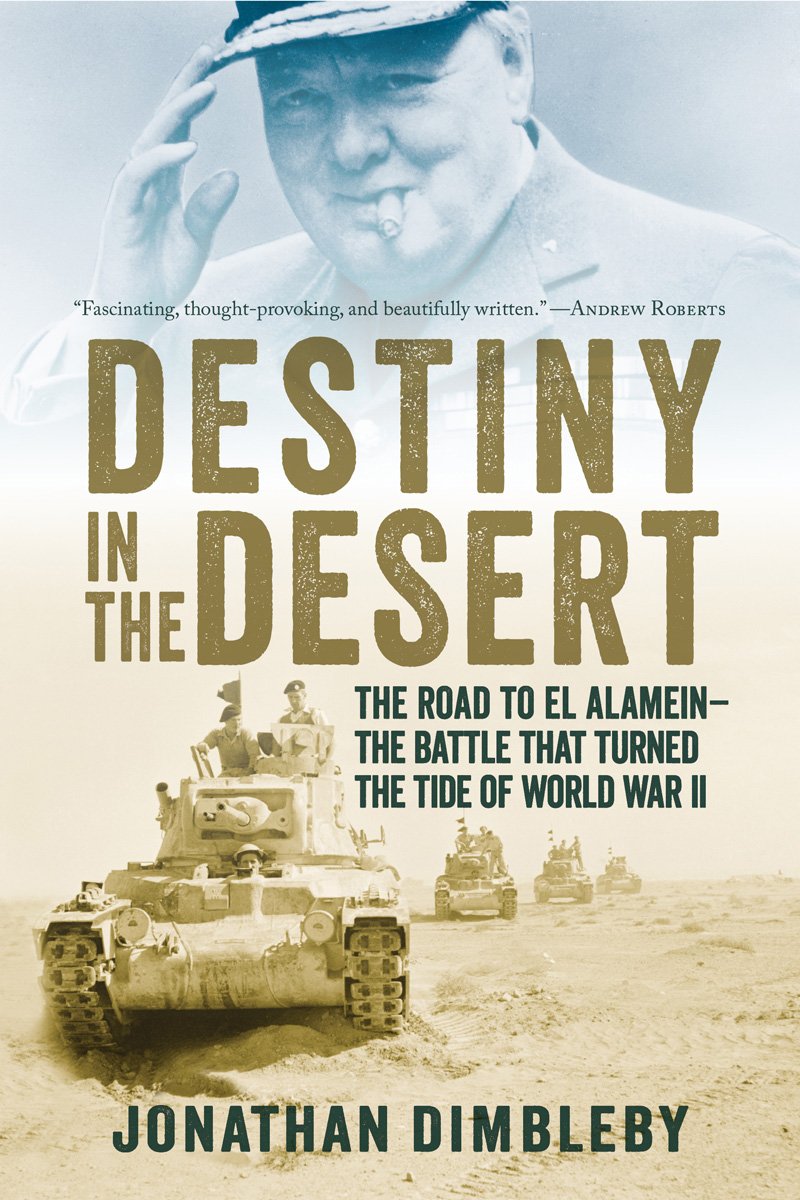 “Fascinating, thought-provoking, and beautifully written.”—Andrew Roberts
DESTINY
IN
THE DESERT
THE ROAD TO EL ALAMEIN–
THE BATTLE THAT TURNED
THE TIDE OF WORLD WAR II
JONATHAN DIMBLEBY